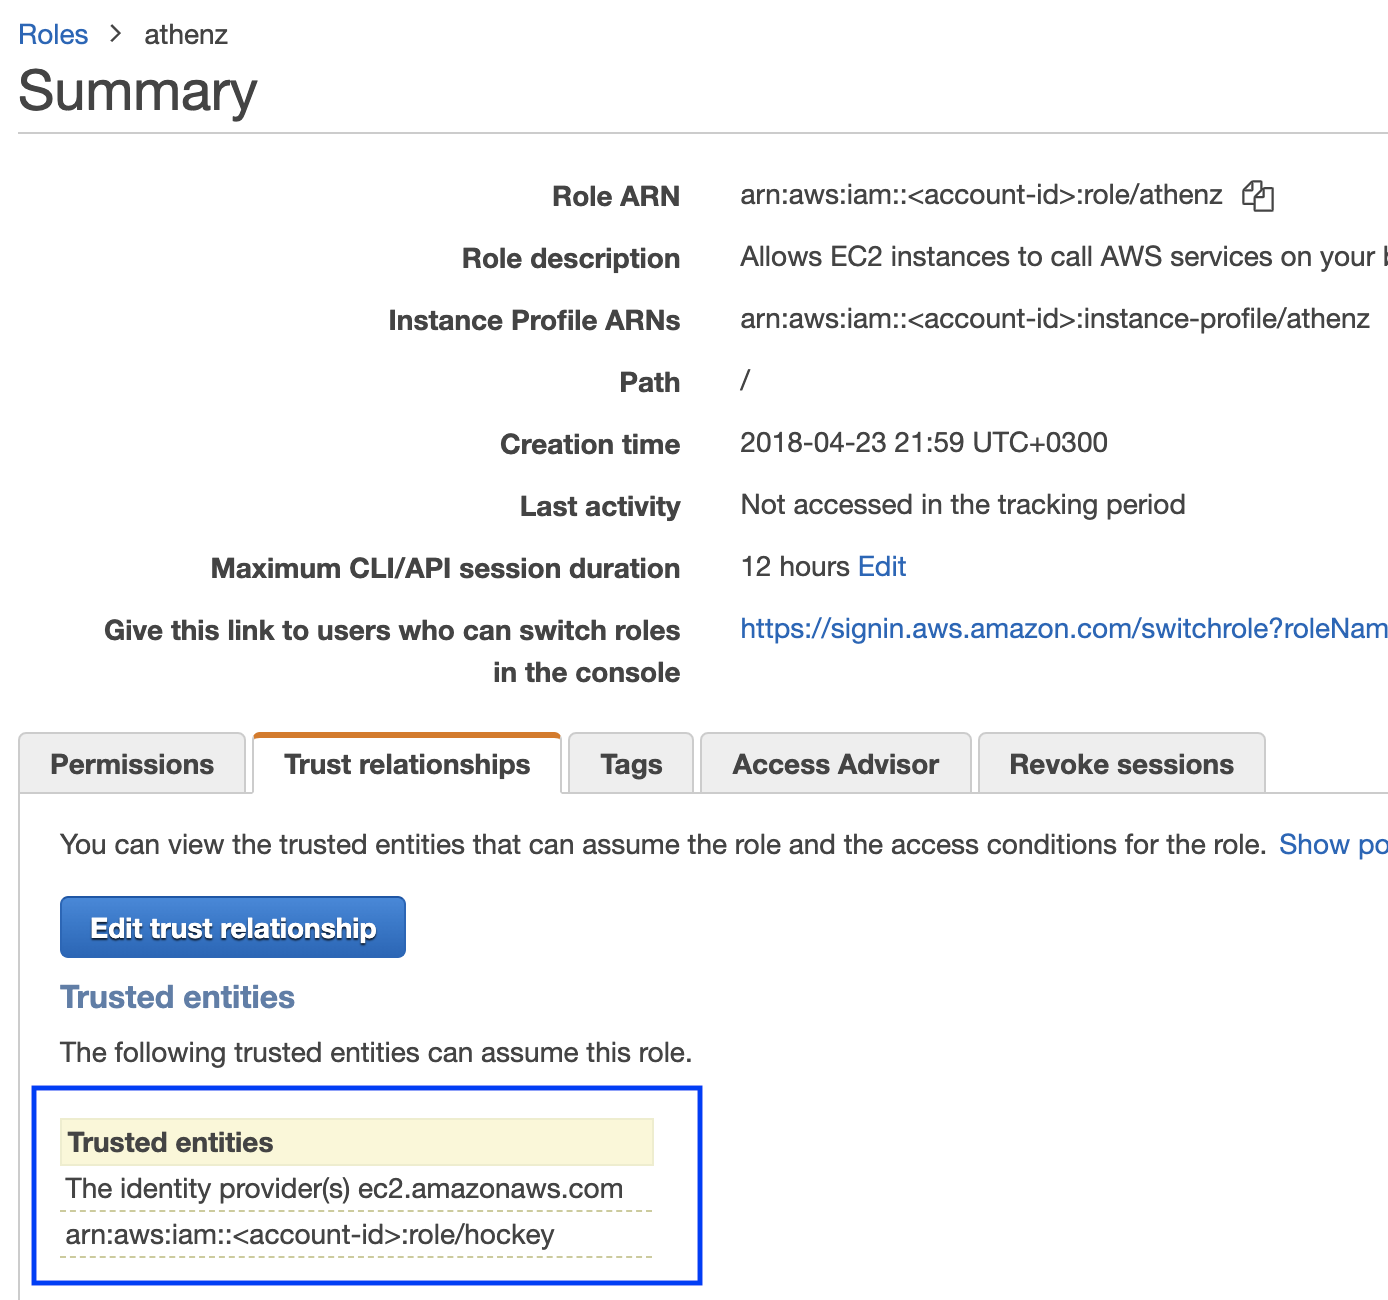 Roles > athenz
Summary
Role ARN arn:aws:iam::<account-id>:role/athenz
Role description Allows EC2 instances to call AWS services on your
Instance Profile ARNs arn:aws:iam::<account-id>:instance-profile/athenz
Path /
Creation time 2018-04-23 21:59 UTC+0300
Last activity Not accessed in the tracking period
Maximum CLI/API session duration 12 hours Edit
Give this link to users who can switch roles https://signin.aws.amazon.com/switchrole?roleNam
in the console
Permissions Trust relationships Tags Access Advisor Revoke sessions
You can view the trusted entities that can assume the role and the access conditions for the role. Show po
Edit trust relationship
Trusted entities
The following trusted entities can assume this role.
Trusted entities
The identity provider(s) ec2.amazonaws.com
arn:aws:iam::<account-id>:role/hockey